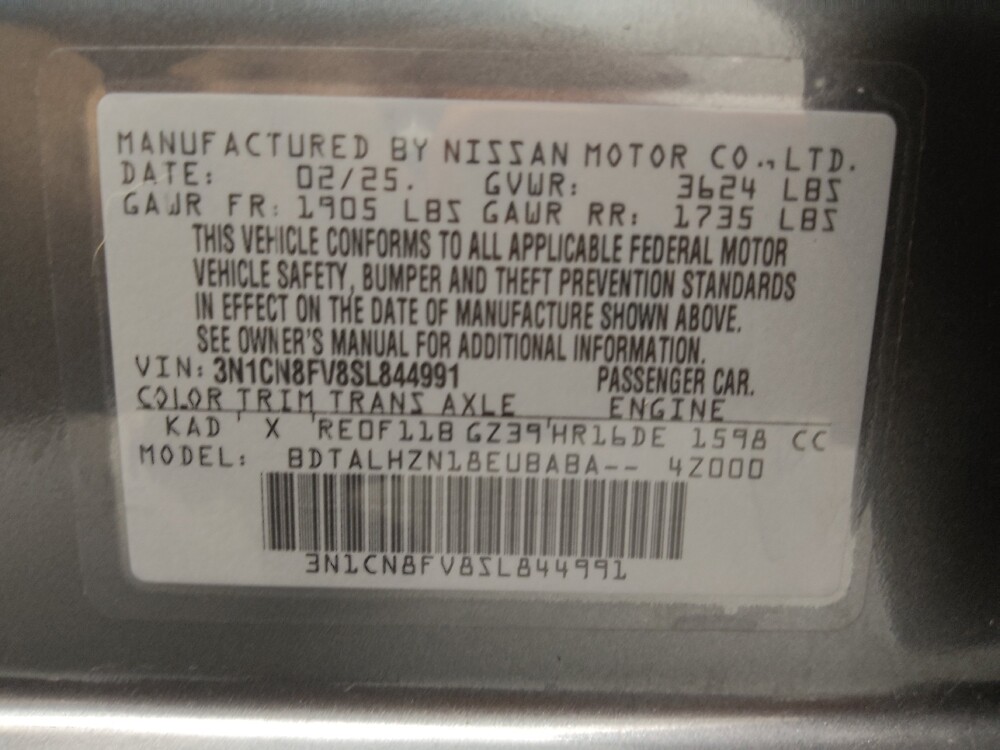 MANUFACTURED BY NISSAN MOTOR CO.,LTD.
DATE: 02/25. GVWR: 3624 LBS
GAWR FR: 1905 LBS GAWR RR: 1735 LBS
THIS VEHICLE CONFORMS TO ALL APPLICABLE FEDERAL MOTOR
VEHICLE SAFETY, BUMPER AND THEFT PREVENTION STANDARDS
IN EFFECT ON THE DATE OF MANUFACTURE SHOWN ABOVE.
SEE OWNER'S MANUAL FOR ADDITIONAL INFORMATION.
VIN: 3N1CN8FV8SL844991 PASSENGER CAR.
COLOR TRIM TRANS AXLE ENGINE
KAD X RE0F11B GZ39 HR16DE 1598 CC
MODEL: BDTALHZN18EUBABA-- 4Z000
3N1CN8FV8SL844991